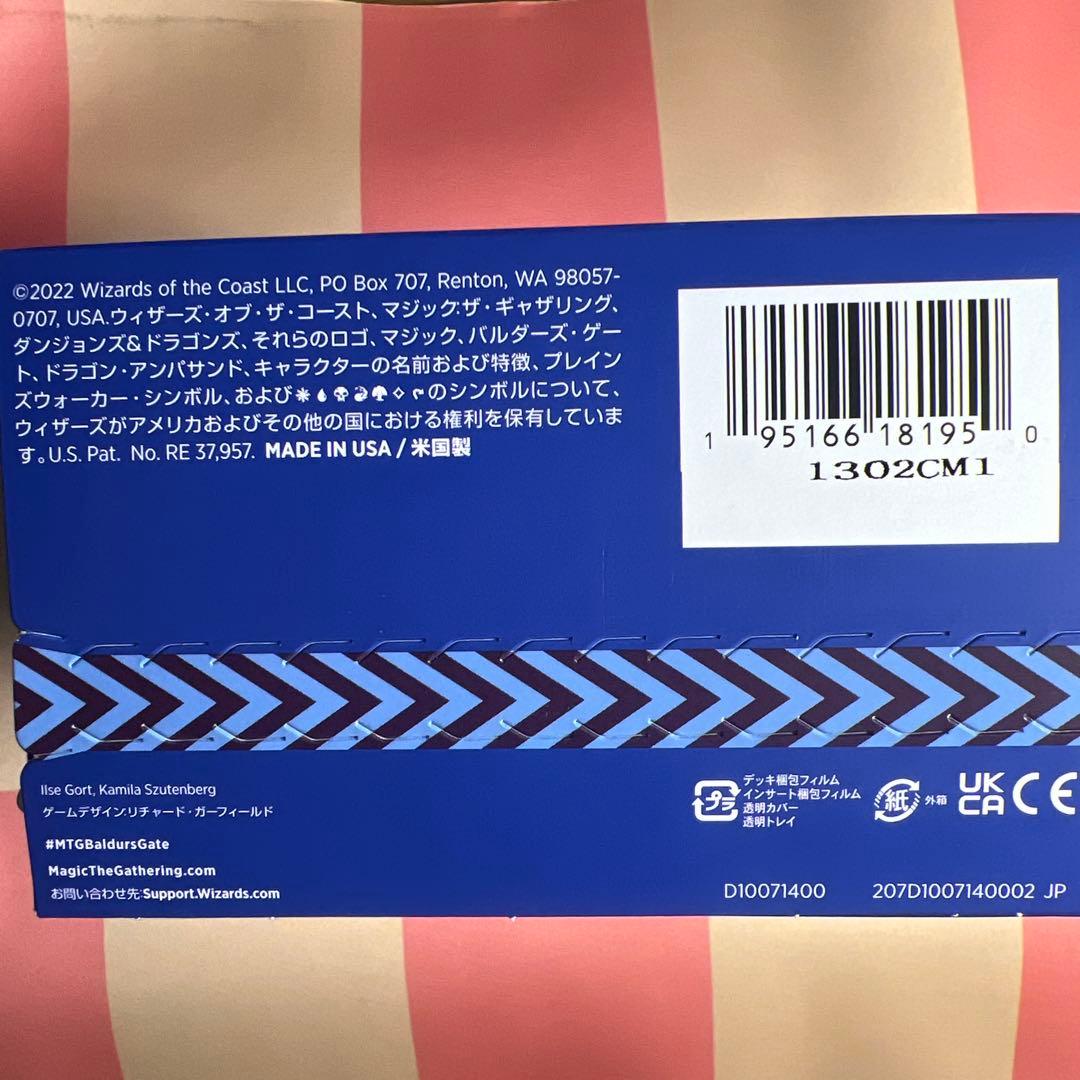 ©2022 Wizards of the Coast LLC, PO Box 707, Renton, WA 98057-
0707, USA.ウィザーズ・オブ・ザ・コースト、マジック:ザ・ギャザリング、
ダンジョンズ&ドラゴンズ、それらのロゴ、マジック、バルダーズ・ゲー
ト、ドラゴン・アンパサンド、キャラクターの名前および特徴、プレイン
ズウォーカー・シンボル、およびのシンボルについて、
ウィザーズがアメリカおよびその他の国における権利を保有していま
す。U.S. Pat. No. RE 37,957. MADE IN USA / 米国製
1 95166 18195 0
1302CM1
Ilse Gort, Kamila Szutenberg
ゲームデザイン:リチャード・ガーフィールド
#MTGBaldursGate
MagicTheGathering.com
お問い合わせ先:Support.Wizards.com
プラ
デッキ梱包フィルム
インサート梱包フィルム
透明カバー
透明トレイ
紙 外箱
UK
CA CE
D10071400 207D1007140002 JP